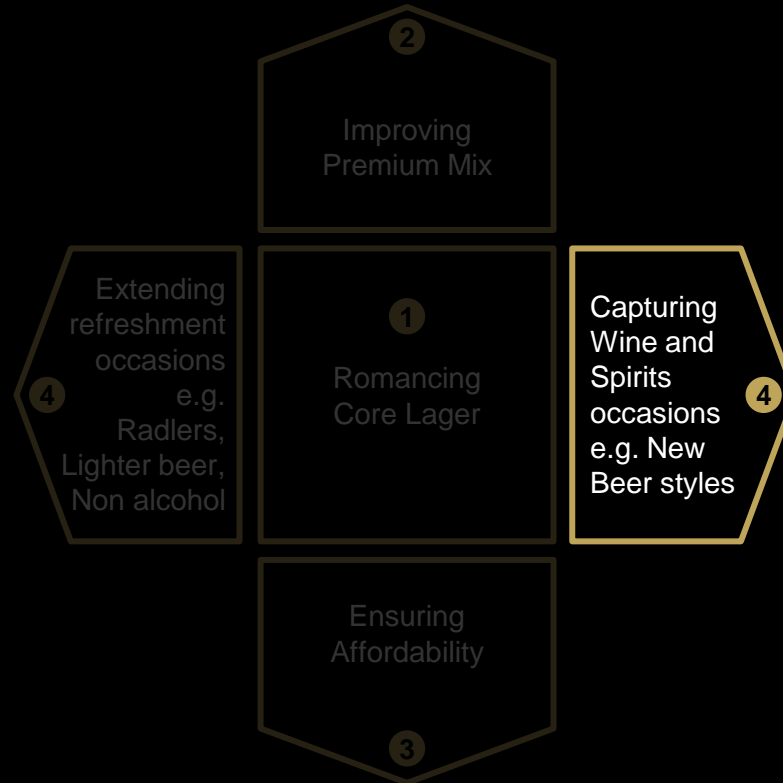 2
Improving
Premium Mix
Extending
refreshment
occasions
e.g.
Radlers,
Lighter beer,
Non alcohol
4
1
Romancing
Core Lager
Capturing
Wine and
Spirits
occasions
e.g. New
Beer styles
4
Ensuring
Affordability
3